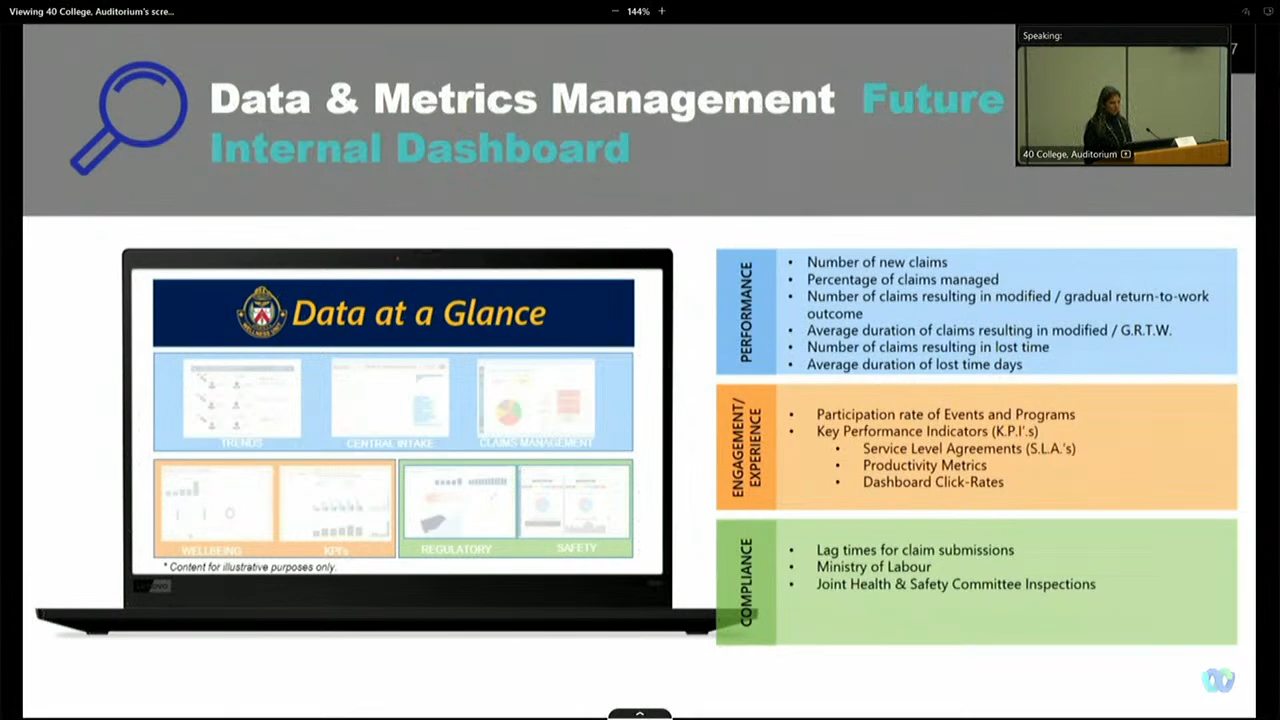 Viewing 40 College, Auditorium's scre...
144%
Speaking:
7
40 College, Auditorium
Data & Metrics Management Future
Internal Dashboard
Data at a Glance
TRENDS
CENTRAL INTAKE
CLAIMS MANAGEMENT
WELLBEING
KPI's
REGULATORY
SAFETY
* Content for illustrative purposes only.
PERFORMANCE
• Number of new claims
• Percentage of claims managed
• Number of claims resulting in modified / gradual return-to-work
outcome
• Average duration of claims resulting in modified / G.R.T.W.
• Number of claims resulting in lost time
• Average duration of lost time days
ENGAGEMENT/
EXPERIENCE
• Participation rate of Events and Programs
• Key Performance Indicators (K.P.I'.s)
• Service Level Agreements (S.L.A.'s)
• Productivity Metrics
• Dashboard Click-Rates
COMPLIANCE
• Lag times for claim submissions
• Ministry of Labour
• Joint Health & Safety Committee Inspections